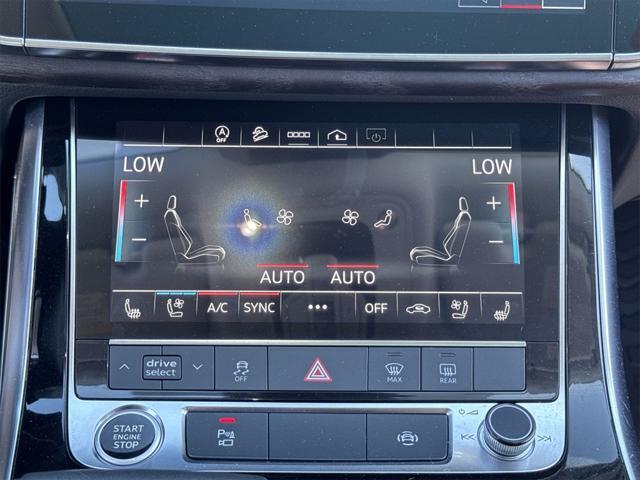 A
OFF
LOW
LOW
+
+
−
−
AUTO
AUTO
A/C
SYNC
•••
OFF
drive
select
OFF
MAX
REAR
START
ENGINE
STOP
P